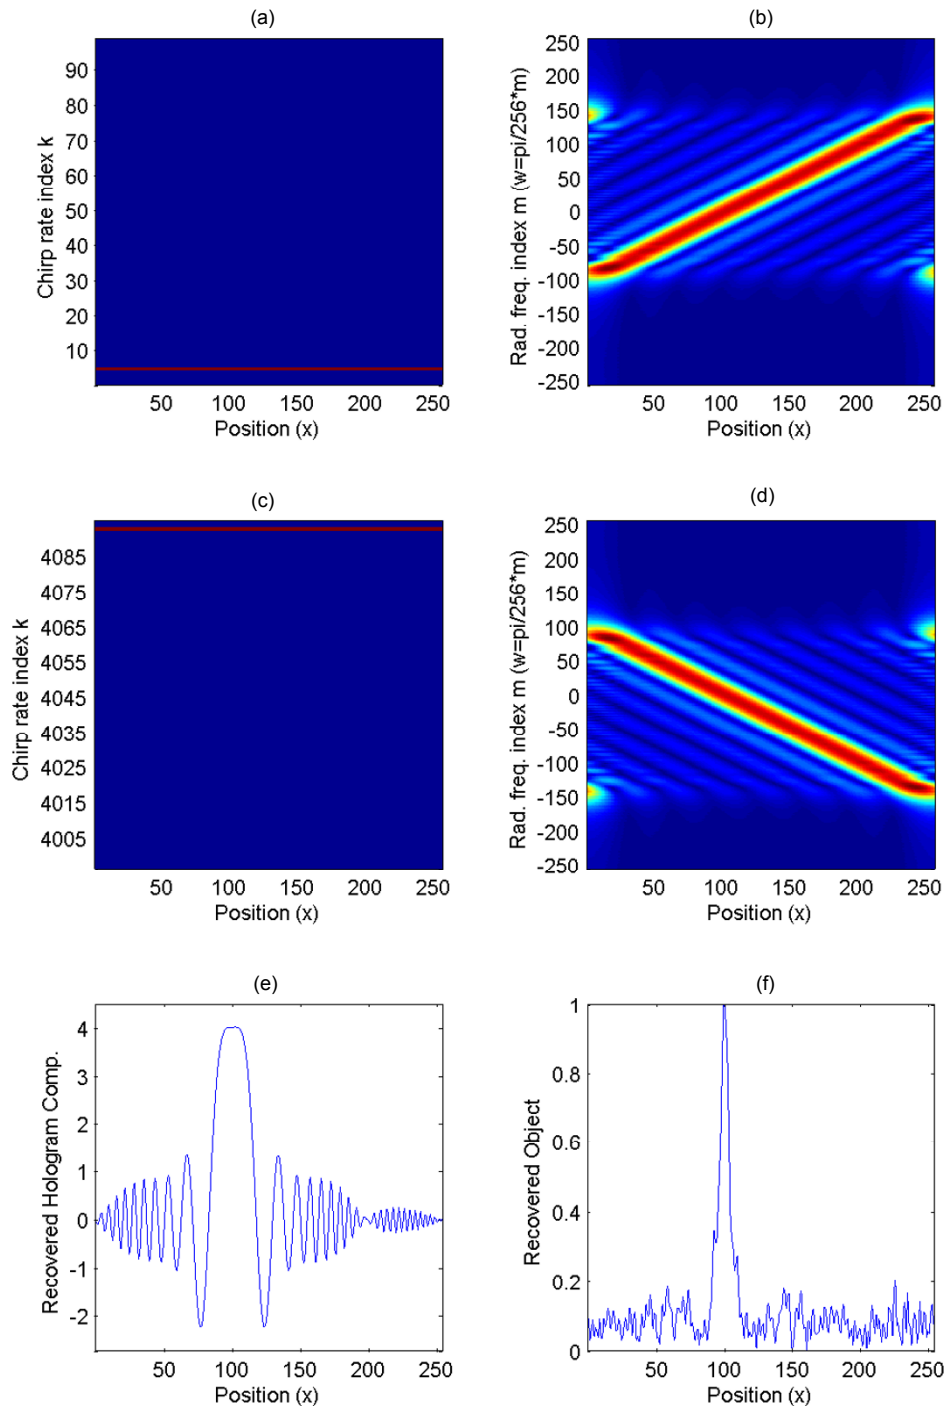 (a)
90
80
70
60
50
40
30
20
10
Chirp rate index k
50 100 150 200 250
Position (x)
(b)
250
200
150
100
50
0
-50
-100
-150
-200
-250
Rad. freq. index m (w=pi/256*m)
50 100 150 200 250
Position (x)
(c)
4085
4075
4065
4055
4045
4035
4025
4015
4005
Chirp rate index k
50 100 150 200 250
Position (x)
(d)
250
200
150
100
50
0
-50
-100
-150
-200
-250
Rad. freq. index m (w=pi/256*m)
50 100 150 200 250
Position (x)
(e)
4
3
2
1
0
-1
-2
Recovered Hologram Comp.
0 50 100 150 200 250
Position (x)
(f)
1
0.8
0.6
0.4
0.2
0
Recovered Object
50 100 150 200 250
Position (x)